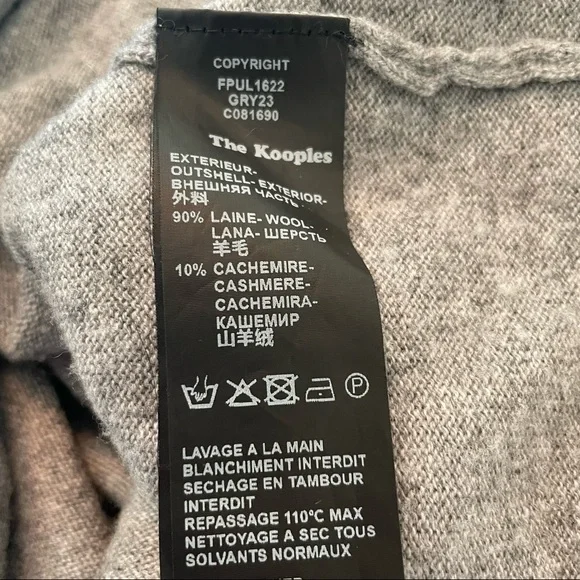 COPYRIGHT
FPUL1622
GRY23
C081690
The Kooples
EXTERIEUR-
OUTSHELL- EXTERIOR-
ВНЕШНЯЯ ЧАСТЬ-
外料
90% LAINE- WOOL-
LANA- ШЕРСТЬ
羊毛
10% CACHEMIRE-
CASHMERE-
CACHEMIRA-
КАШЕМИР
山羊绒
P
LAVAGE A LA MAIN
BLANCHIMENT INTERDIT
SECHAGE EN TAMBOUR
INTERDIT
REPASSAGE 110°C MAX
NETTOYAGE A SEC TOUS
SOLVANTS NORMAUX